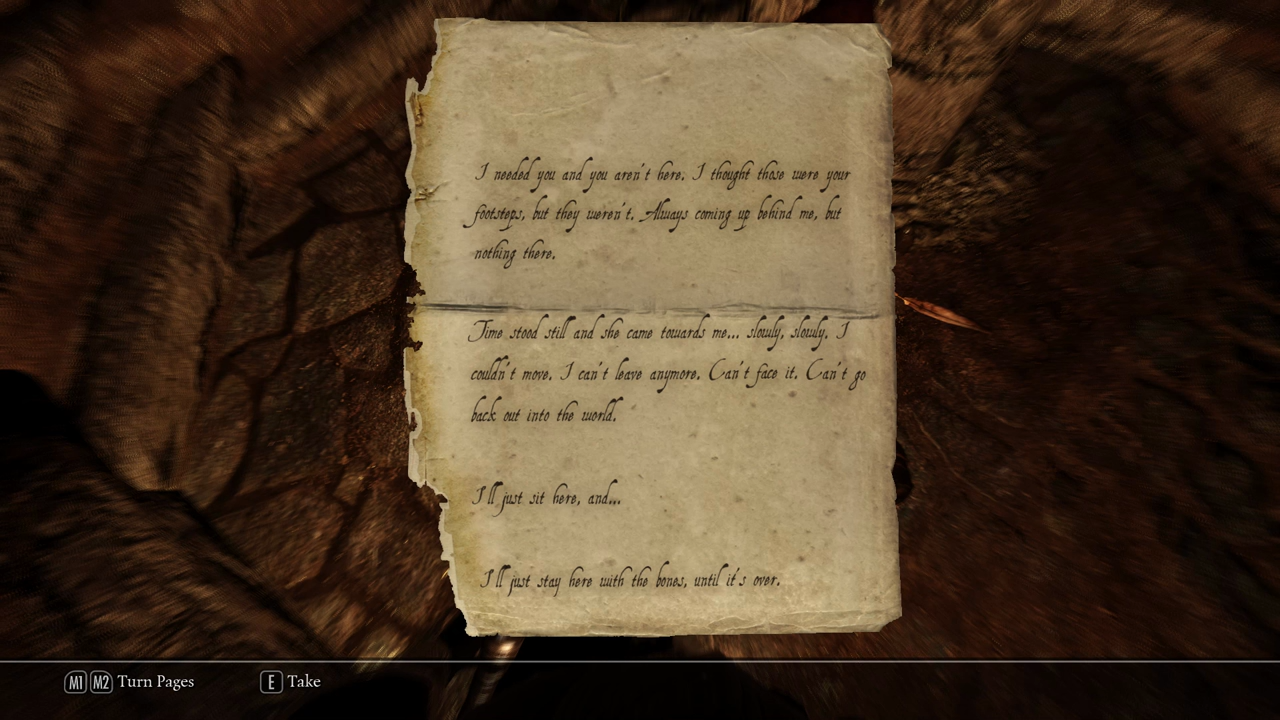 I needed you and you aren't here. I thought those were your
footsteps, but they weren't. Always coming up behind me, but
nothing there.
Time stood still and she came towards me... slowly, slowly. I
couldn't move. I can't leave anymore. Can't face it. Can't go
back out into the world.
I'll just sit here, and...
I'll just stay here with the bones, until it's over.
M1 M2 Turn Pages E Take